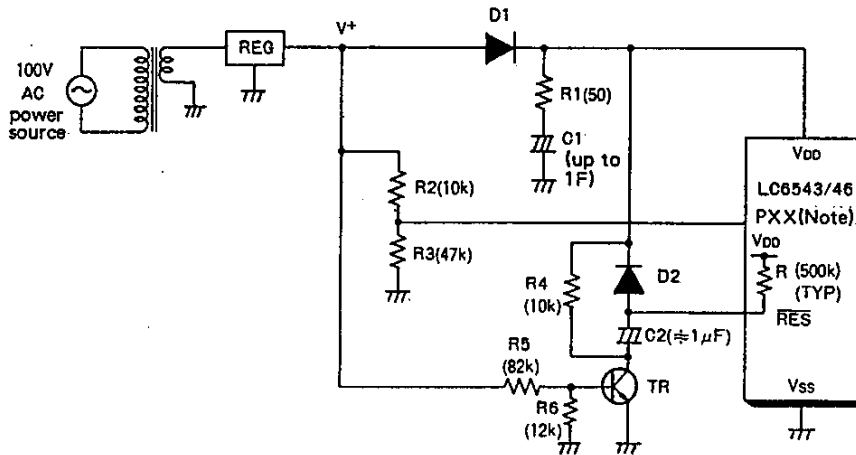 100V
AC
power
source
REG
V+
D1
R1(50)
C1
(up to
1F)
R2(10k)
R3(47k)
VDD
LC6543/46
PXX(Note)
VDD
R (500k)
(TYP)
RES
R4
(10k)
D2
C2(≒1μF)
R5
(82k)
R6
(12k)
TR
VSS